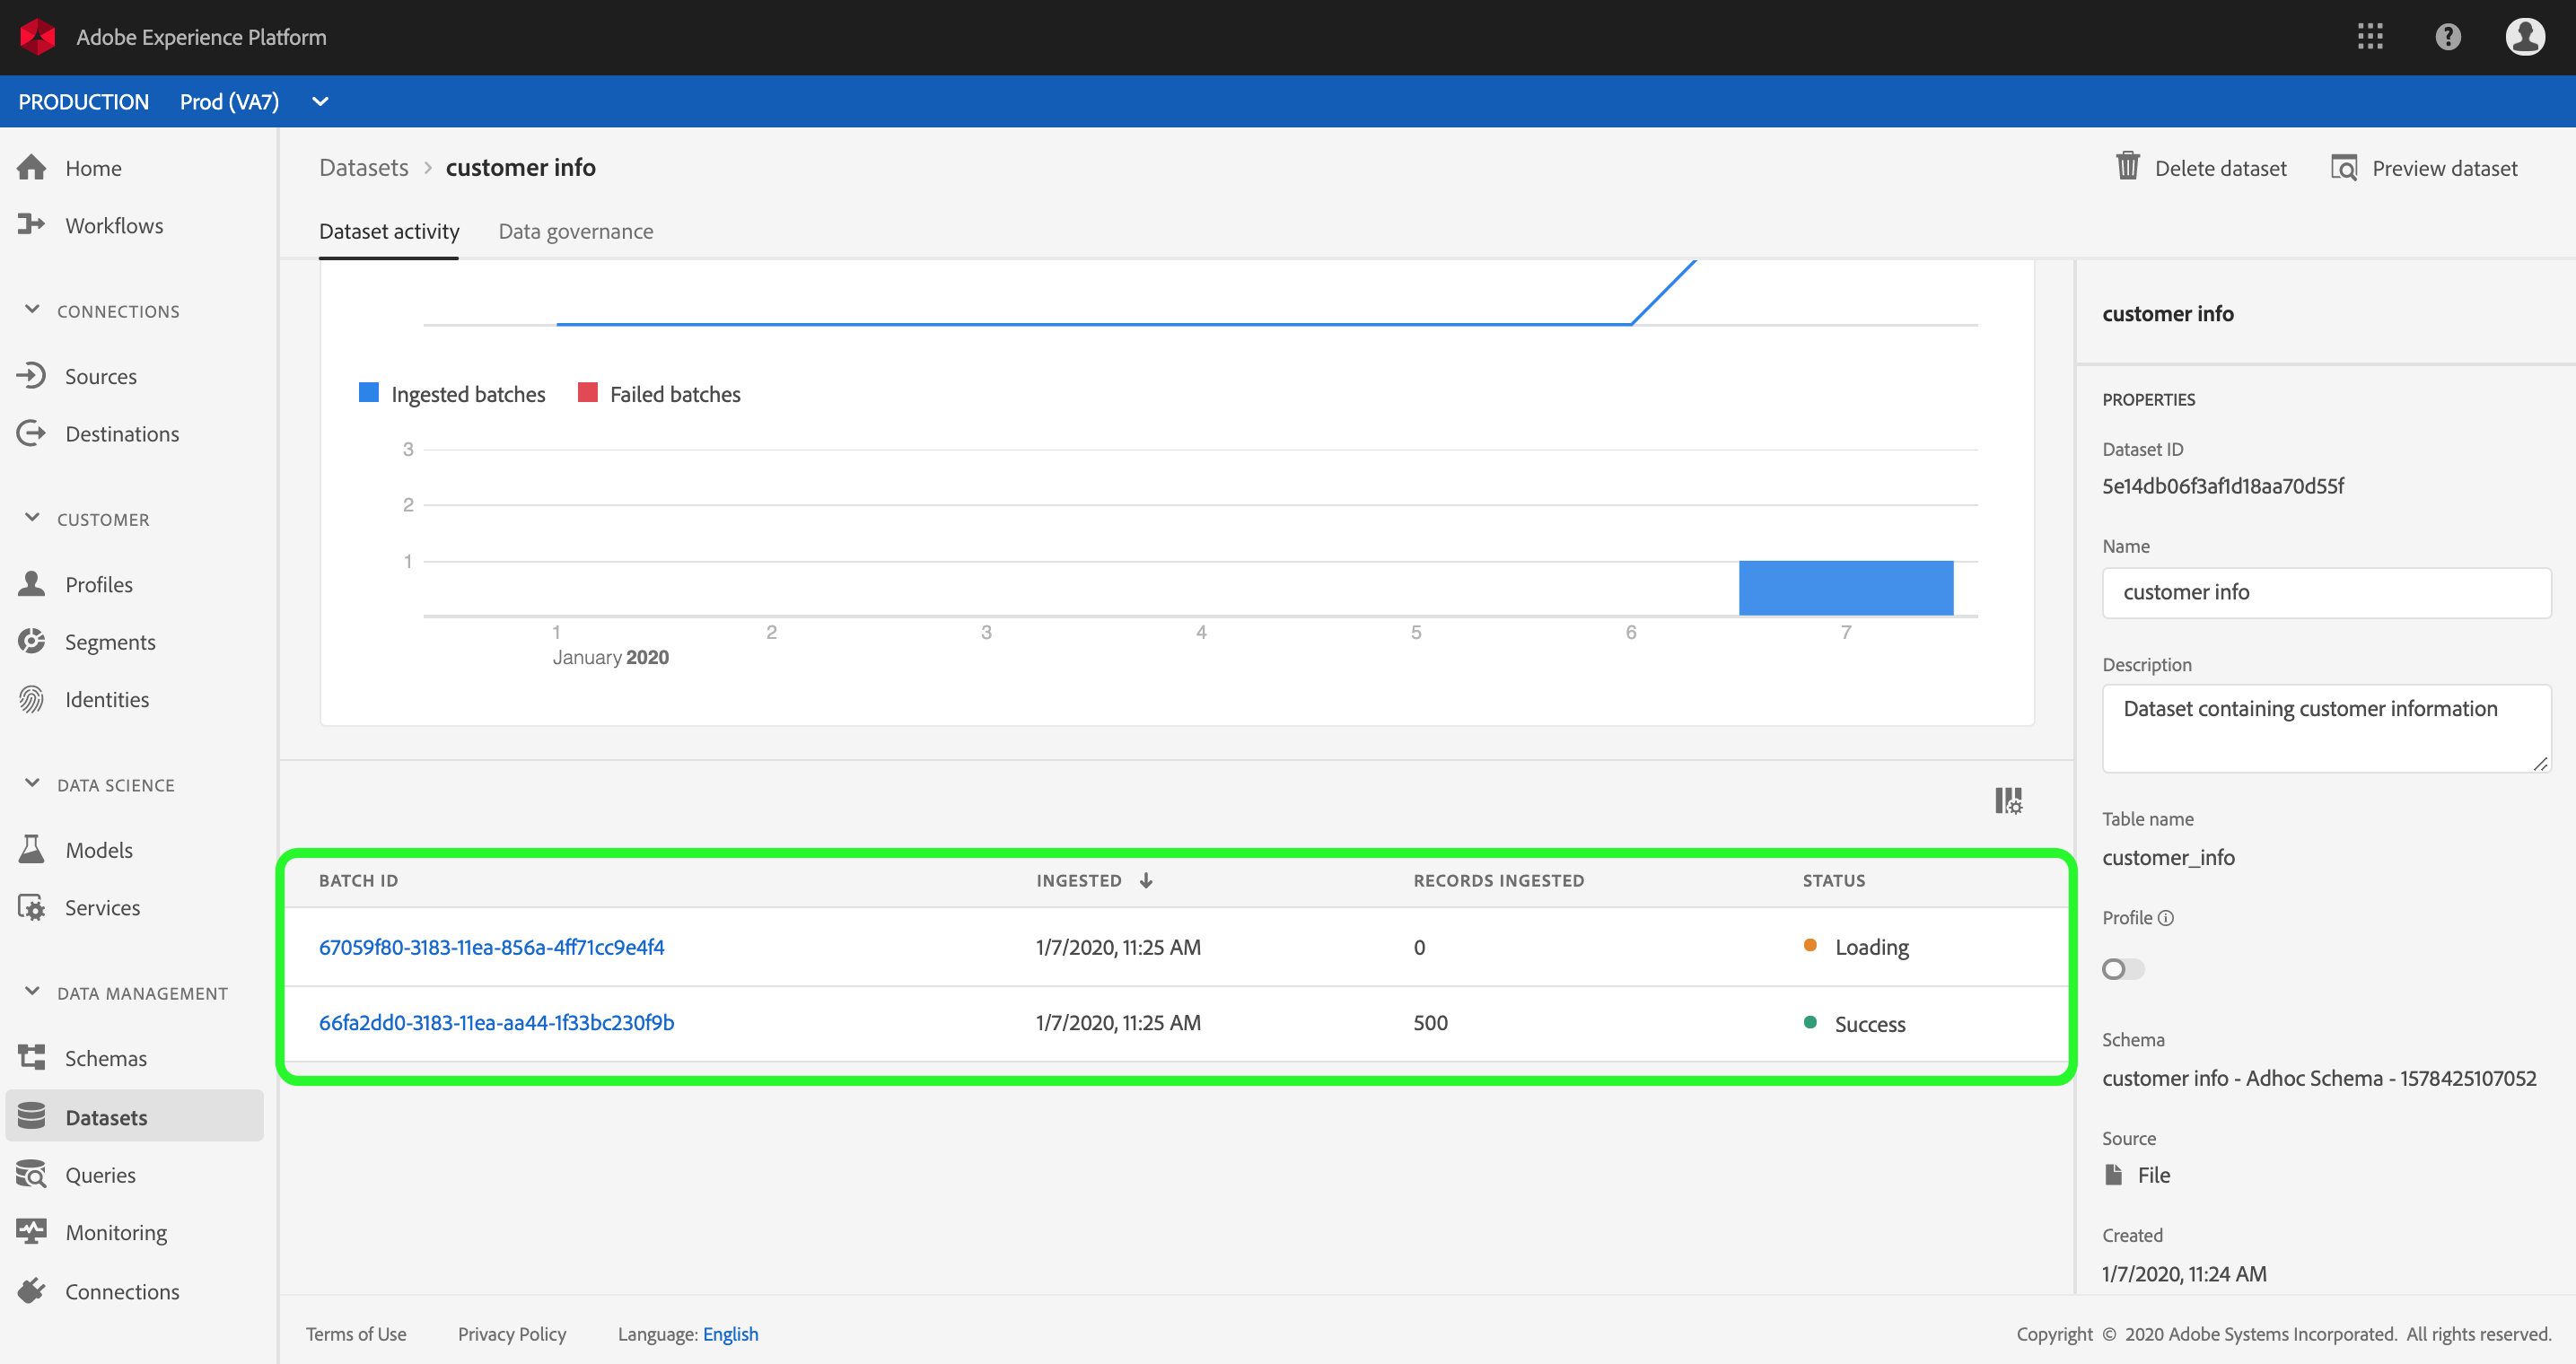 Adobe Experience Platform
PRODUCTION Prod (VA7)
Home
Workflows
CONNECTIONS
Sources
Destinations
CUSTOMER
Profiles
Segments
Identities
DATA SCIENCE
Models
Services
DATA MANAGEMENT
Schemas
Datasets
Queries
Monitoring
Connections
Datasets > customer info
Delete dataset Preview dataset
Dataset activity Data governance
Ingested batches Failed batches
3
2
1
1 2 3 4 5 6 7
January 2020
BATCH ID INGESTED RECORDS INGESTED STATUS
67059f80-3183-11ea-856a-4ff71cc9e4f4 1/7/2020, 11:25 AM 0 Loading
66fa2dd0-3183-11ea-aa44-1f33bc230f9b 1/7/2020, 11:25 AM 500 Success
customer info
PROPERTIES
Dataset ID
5e14db06f3af1d18aa70d55f
Name
customer info
Description
Dataset containing customer information
Table name
customer_info
Profile
Schema
customer info - Adhoc Schema - 1578425107052
Source
File
Created
1/7/2020, 11:24 AM
Terms of Use Privacy Policy Language: English
Copyright © 2020 Adobe Systems Incorporated. All rights reserved.